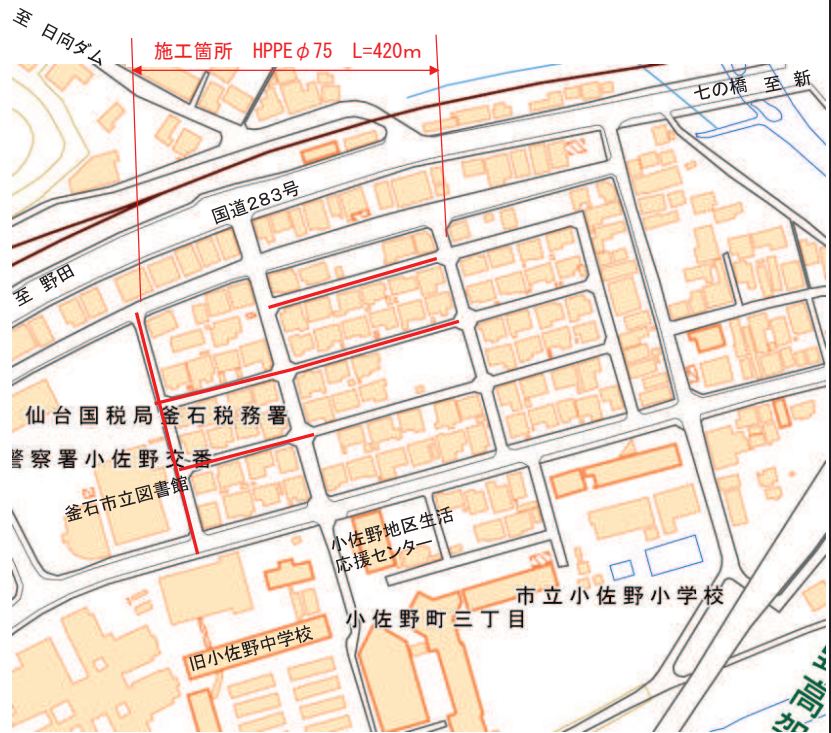 至 日向ダム
施工箇所 HPPEφ75 L=420m
七の橋 至 新
国道283号
至 野田
仙台国税局釜石税務署
警察署小佐野交番
釜石市立図書館
小佐野地区生活
応援センター
市立小佐野小学校
小佐野町三丁目
旧小佐野中学校
高